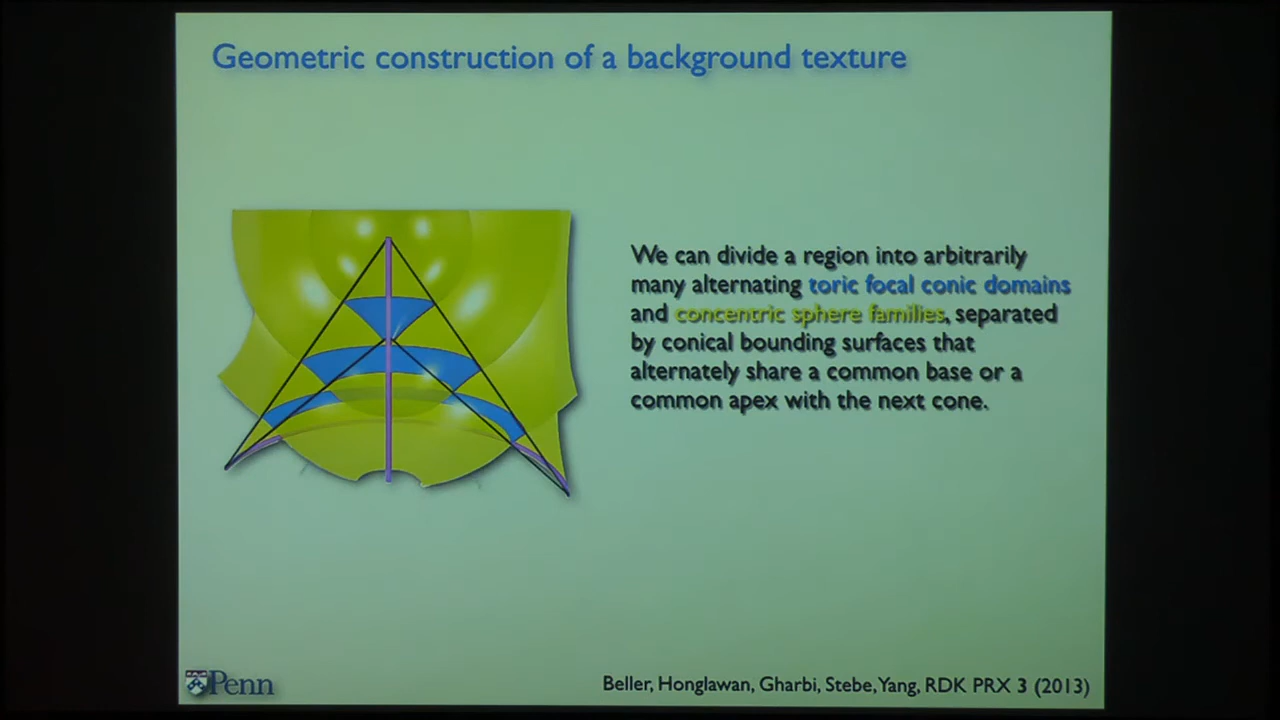 Geometric construction of a background texture
We can divide a region into arbitrarily
many alternating toric focal conic domains
and concentric sphere families, separated
by conical bounding surfaces that
alternately share a common base or a
common apex with the next cone.
Penn
Beller, Honglawan, Gharbi, Stebe, Yang, RDK PRX 3 (2013)